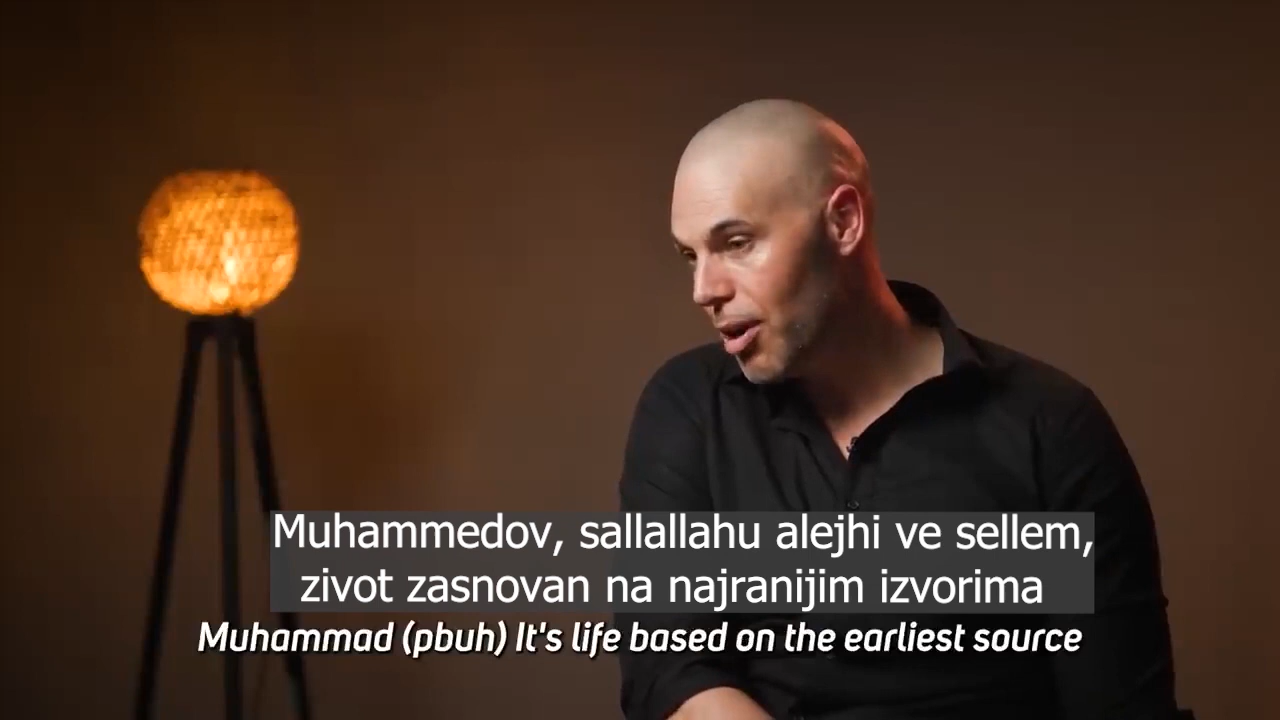 Muhammedov, sallallahu alejhi ve sellem,
zivot zasnovan na najranijim izvorima
Muhammad (pbuh) It's life based on the earliest source